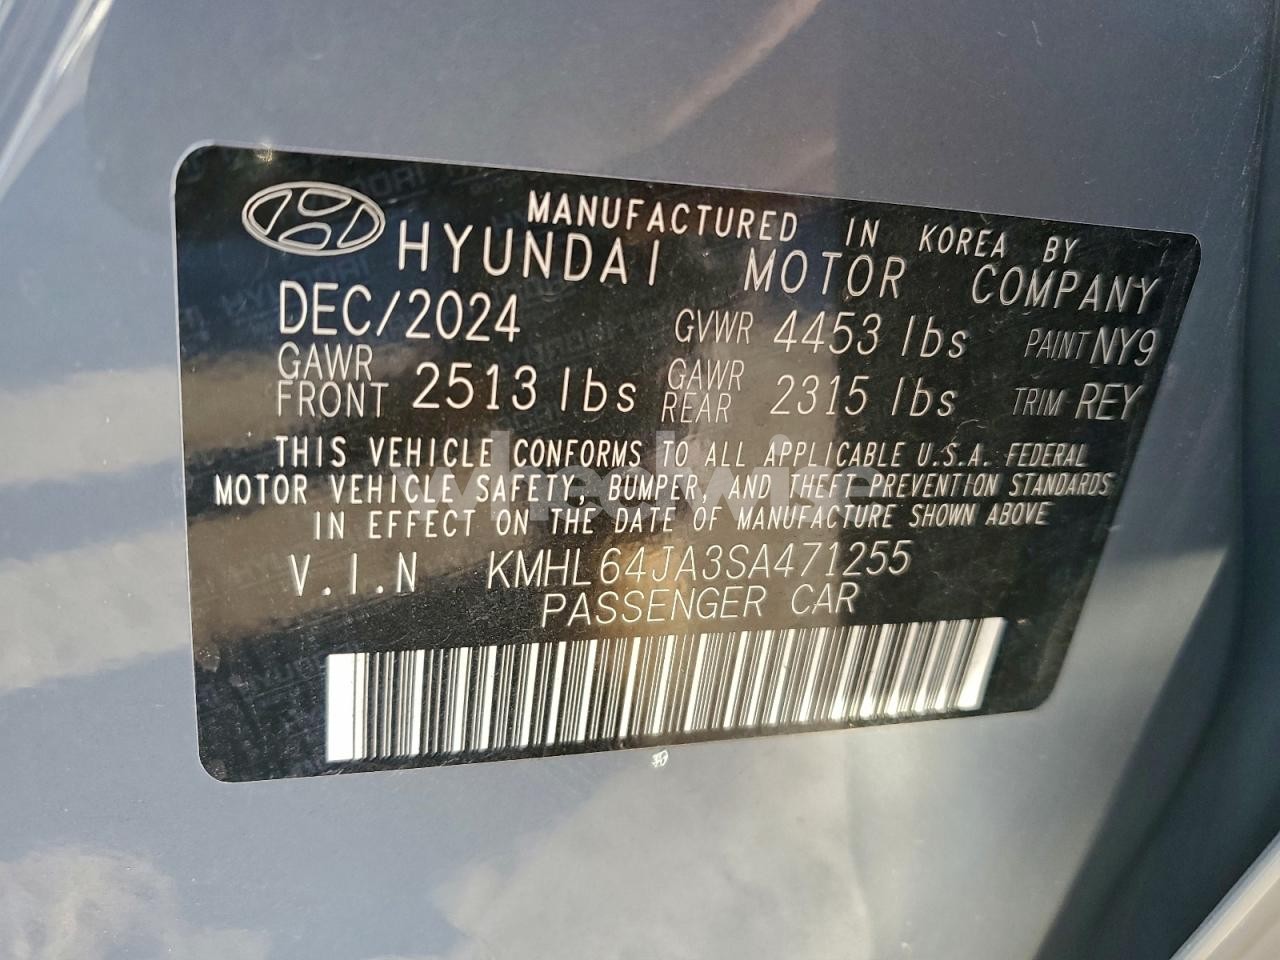 MANUFACTURED IN KOREA BY
HYUNDAI MOTOR COMPANY
DEC/2024 GVWR 4453 lbs PAINT NY9
GAWR FRONT 2513 lbs GAWR REAR 2315 lbs TRIM REY
THIS VEHICLE CONFORMS TO ALL APPLICABLE U.S.A. FEDERAL
MOTOR VEHICLE SAFETY, BUMPER, AND THEFT PREVENTION STANDARDS
IN EFFECT ON THE DATE OF MANUFACTURE SHOWN ABOVE
V.I.N KMHL64JA3SA471255
PASSENGER CAR
wheelwise